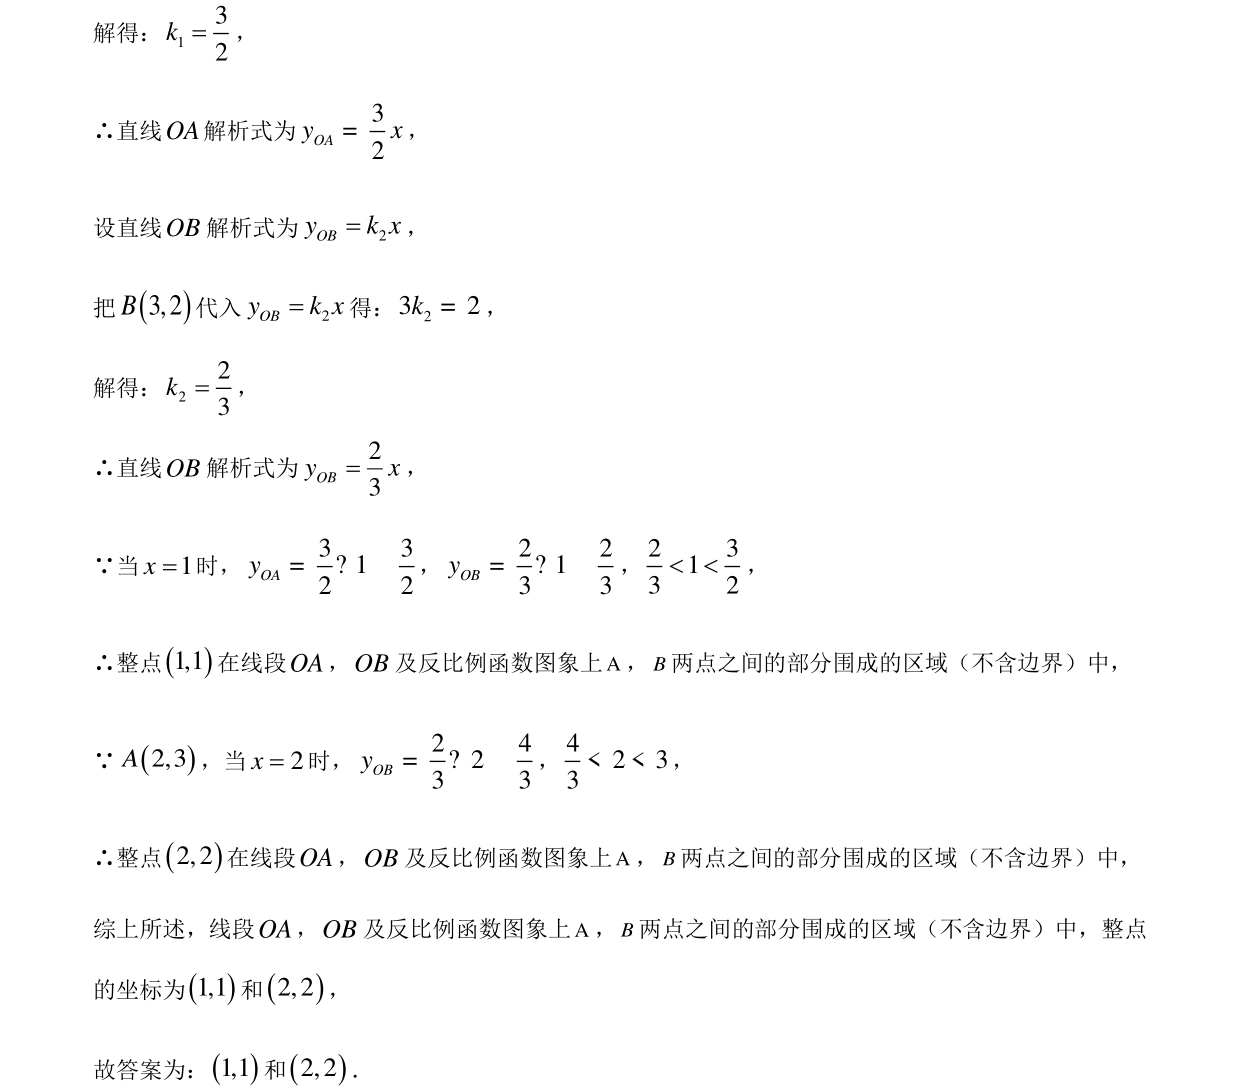 解得：k₁ = 3/2，
∴直线OA解析式为 y_OA = 3/2 x，
设直线OB解析式为 y_OB = k₂x，
把B(3,2)代入 y_OB = k₂x 得：3k₂ = 2，
解得：k₂ = 2/3，
∴直线OB解析式为 y_OB = 2/3 x，
∵当x = 1时，y_OA = 3/2 ? 1 3/2，y_OB = 2/3 ? 1 2/3，2/3 < 1 < 3/2，
∴整点(1,1)在线段OA，OB及反比例函数图象上A，B两点之间的部分围成的区域（不含边界）中，
∵A(2,3)，当x = 2时，y_OB = 2/3 ? 2 4/3，4/3 < 2 < 3，
∴整点(2,2)在线段OA，OB及反比例函数图象上A，B两点之间的部分围成的区域（不含边界）中，
综上所述，线段OA，OB及反比例函数图象上A，B两点之间的部分围成的区域（不含边界）中，整点
的坐标为(1,1)和(2,2)，
故答案为：(1,1)和(2,2)．